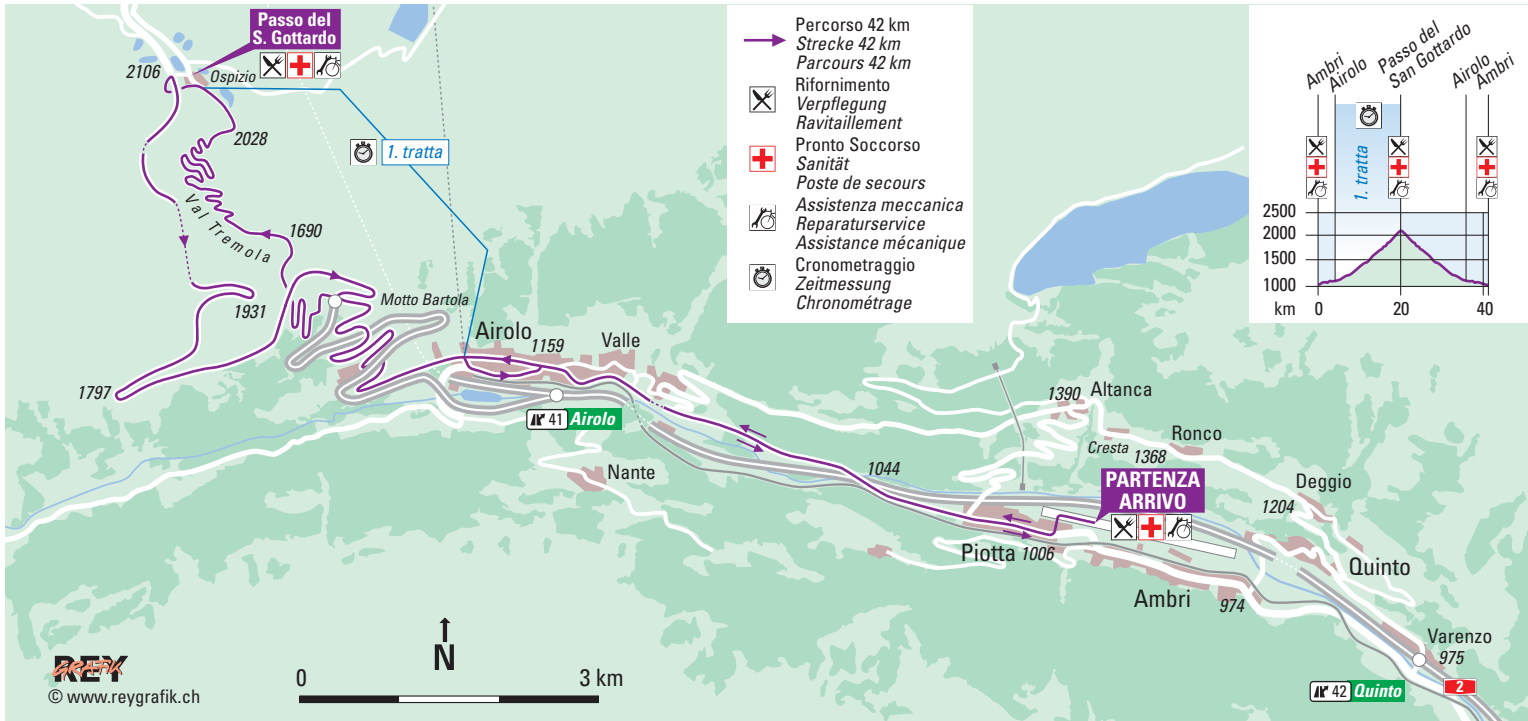 Passo del
S. Gottardo
2106
Ospizio
2028
1. tratta
Val Tremola
1690
1931
Motto Bartola
1797
Airolo
1159
Valle
41 Airolo
Nante
1044
1390
Altanca
Cresta 1368
Ronco
PARTENZA
ARRIVO
Deggio
1204
Piotta 1006
Quinto
Ambri
974
Varenzo
975
42 Quinto
2
Percorso 42 km
Strecke 42 km
Parcours 42 km
Rifornimento
Verpflegung
Ravitaillement
Pronto Soccorso
Sanität
Poste de secours
Assistenza meccanica
Reparaturservice
Assistance mécanique
Cronometraggio
Zeitmessung
Chronométrage
Ambri
Airolo
Passo del
San Gottardo
Airolo
Ambri
1. tratta
2500
2000
1500
1000
km 0 20 40
REY
GRAFIK
© www.reygrafik.ch
N
0 3 km